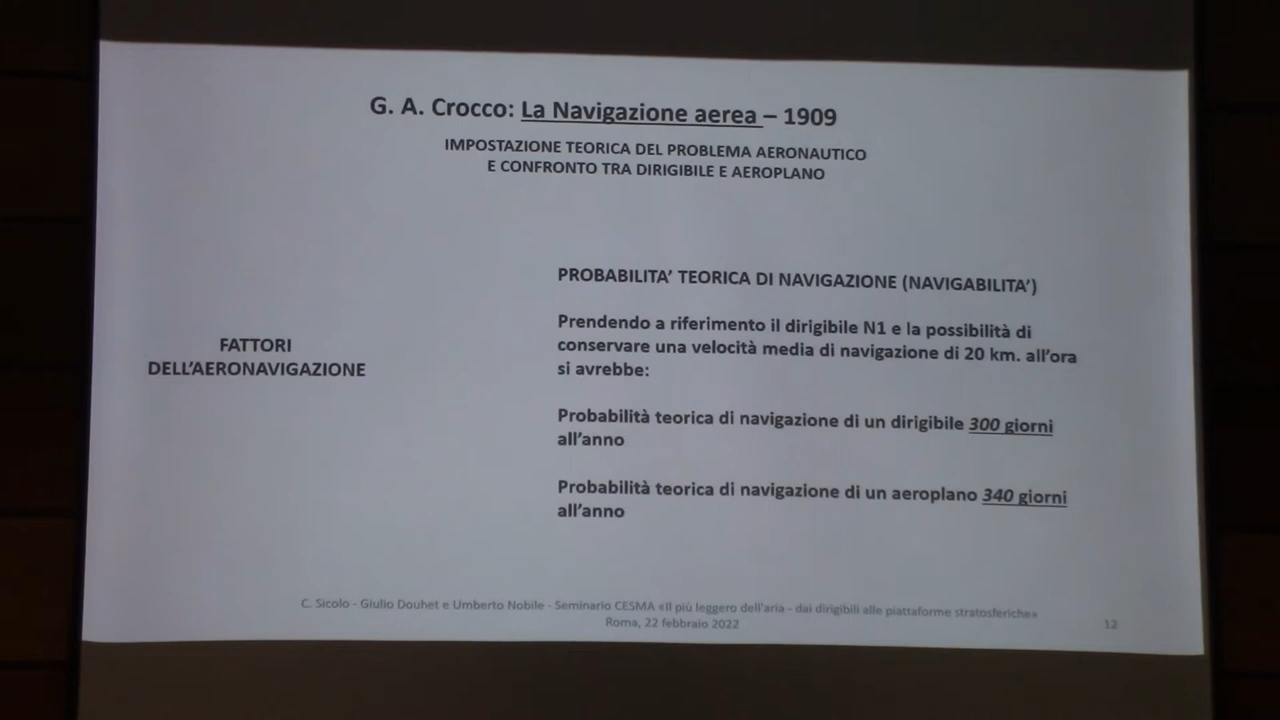 G. A. Crocco: La Navigazione aerea – 1909
IMPOSTAZIONE TEORICA DEL PROBLEMA AERONAUTICO
E CONFRONTO TRA DIRIGIBILE E AEROPLANO
FATTORI
DELL'AERONAVIGAZIONE
PROBABILITA' TEORICA DI NAVIGAZIONE (NAVIGABILITA')
Prendendo a riferimento il dirigibile N1 e la possibilità di
conservare una velocità media di navigazione di 20 km. all'ora
si avrebbe:
Probabilità teorica di navigazione di un dirigibile 300 giorni
all'anno
Probabilità teorica di navigazione di un aeroplano 340 giorni
all'anno
C. Sicolo - Giulio Douhet e Umberto Nobile - Seminario CESMA «Il più leggero dell'aria - dai dirigibili alle piattaforme stratosferiche»
Roma, 22 febbraio 2022
12